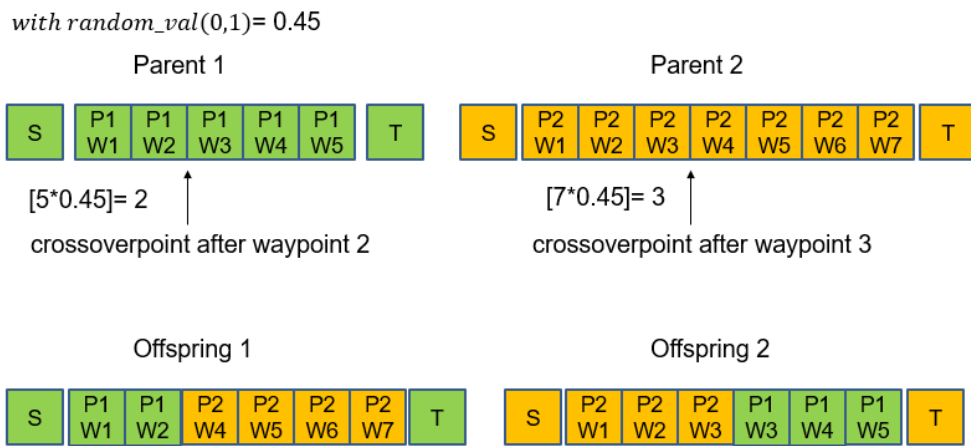 with random_val(0,1)= 0.45
Parent 1
Parent 2
S P1 W1 P1 W2 P1 W3 P1 W4 P1 W5 T
S P2 W1 P2 W2 P2 W3 P2 W4 P2 W5 P2 W6 P2 W7 T
[5*0.45]= 2
[7*0.45]= 3
crossoverpoint after waypoint 2
crossoverpoint after waypoint 3
Offspring 1
Offspring 2
S P1 W1 P1 W2 P2 W4 P2 W5 P2 W6 P2 W7 T
S P2 W1 P2 W2 P2 W3 P1 W3 P1 W4 P1 W5 T